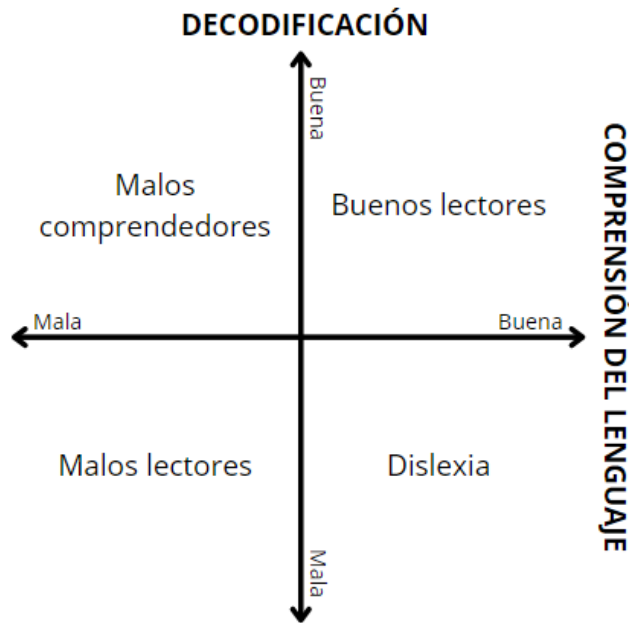 DECODIFICACIÓN
Buena
Malos
comprendedores
Buenos lectores
COMPRENSIÓN DEL LENGUAJE
Mala
Buena
Malos lectores
Dislexia
Mala